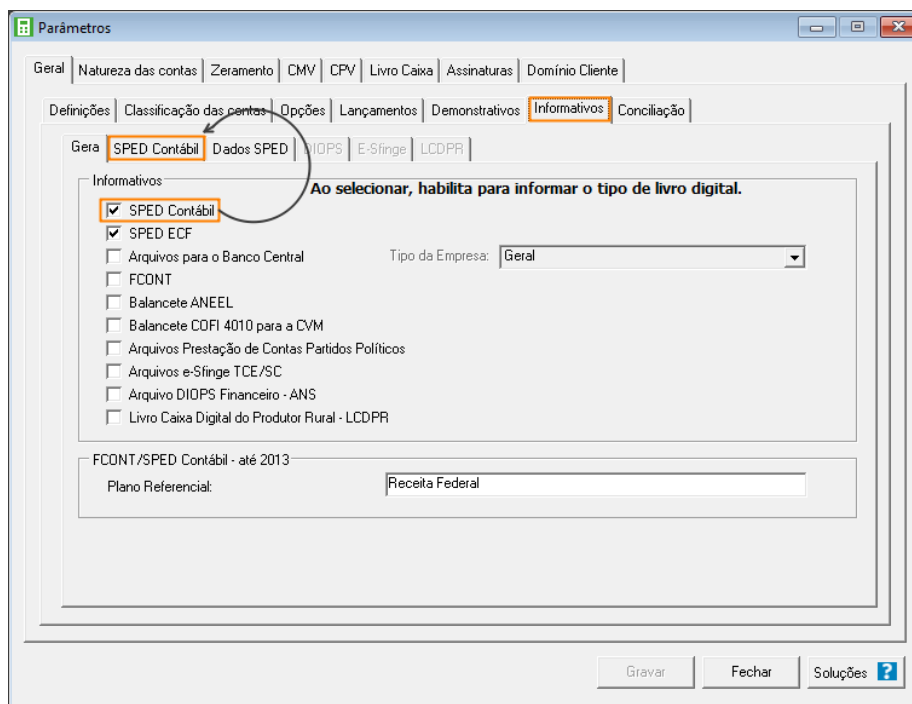 Parâmetros
Geral Natureza das contas Zeramento CMV CPV Livro Caixa Assinaturas Domínio Cliente
Definições Classificação das contas Opções Lançamentos Demonstrativos Informativos Conciliação
Gera SPED Contábil Dados SPED DIOPS E-Sfinge LCDPR
Informativos
Ao selecionar, habilita para informar o tipo de livro digital.
SPED Contábil
SPED ECF
Arquivos para o Banco Central Tipo da Empresa: Geral
FCONT
Balancete ANEEL
Balancete COFI 4010 para a CVM
Arquivos Prestação de Contas Partidos Políticos
Arquivos e-Sfinge TCE/SC
Arquivo DIOPS Financeiro - ANS
Livro Caixa Digital do Produtor Rural - LCDPR
FCONT/SPED Contábil - até 2013
Plano Referencial: Receita Federal
Gravar Fechar Soluções ?